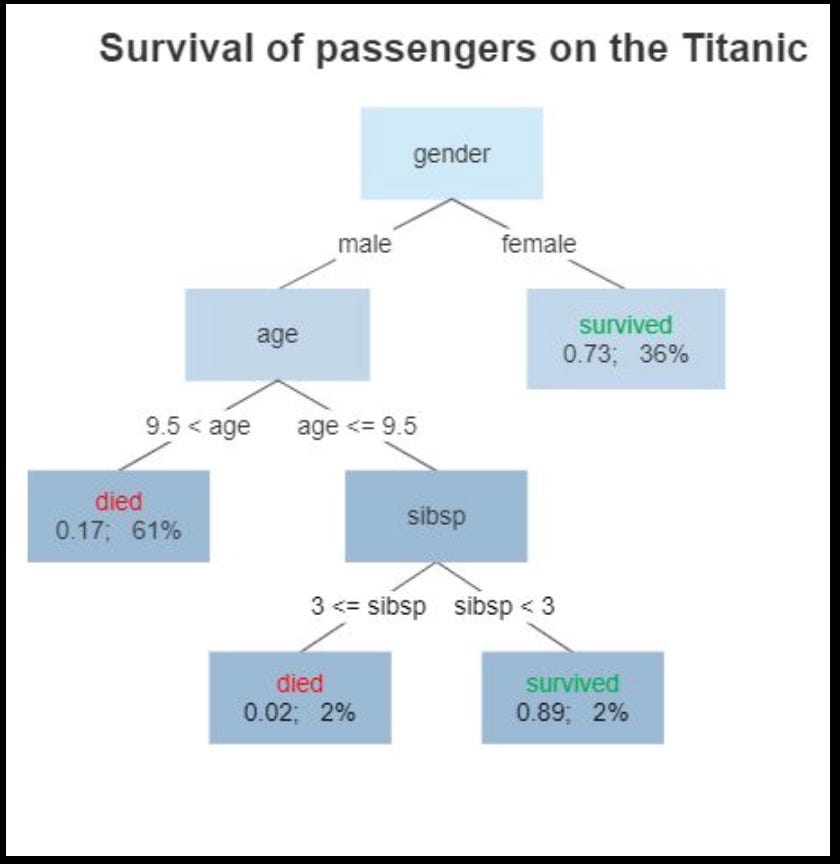 Survival of passengers on the Titanic
gender
male female
age
survived
0.73; 36%
9.5 < age age <= 9.5
died
0.17; 61%
sibsp
3 <= sibsp sibsp < 3
died
0.02; 2%
survived
0.89; 2%